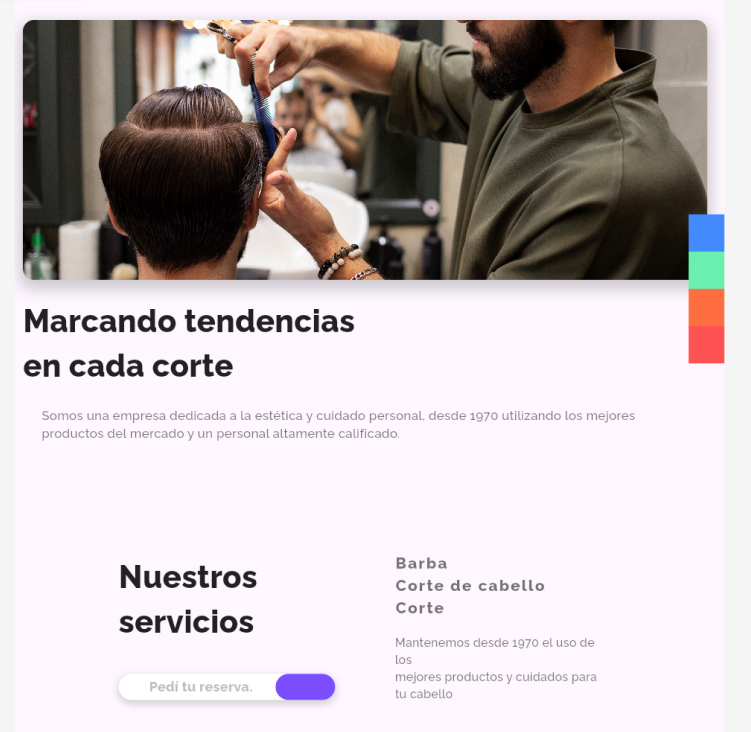 Marcando tendencias
en cada corte
Somos una empresa dedicada a la estética y cuidado personal, desde 1970 utilizando los mejores
productos del mercado y un personal altamente calificado.
Nuestros
servicios
Pedí tu reserva.
Barba
Corte de cabello
Corte
Mantenemos desde 1970 el uso de
los
mejores productos y cuidados para
tu cabello